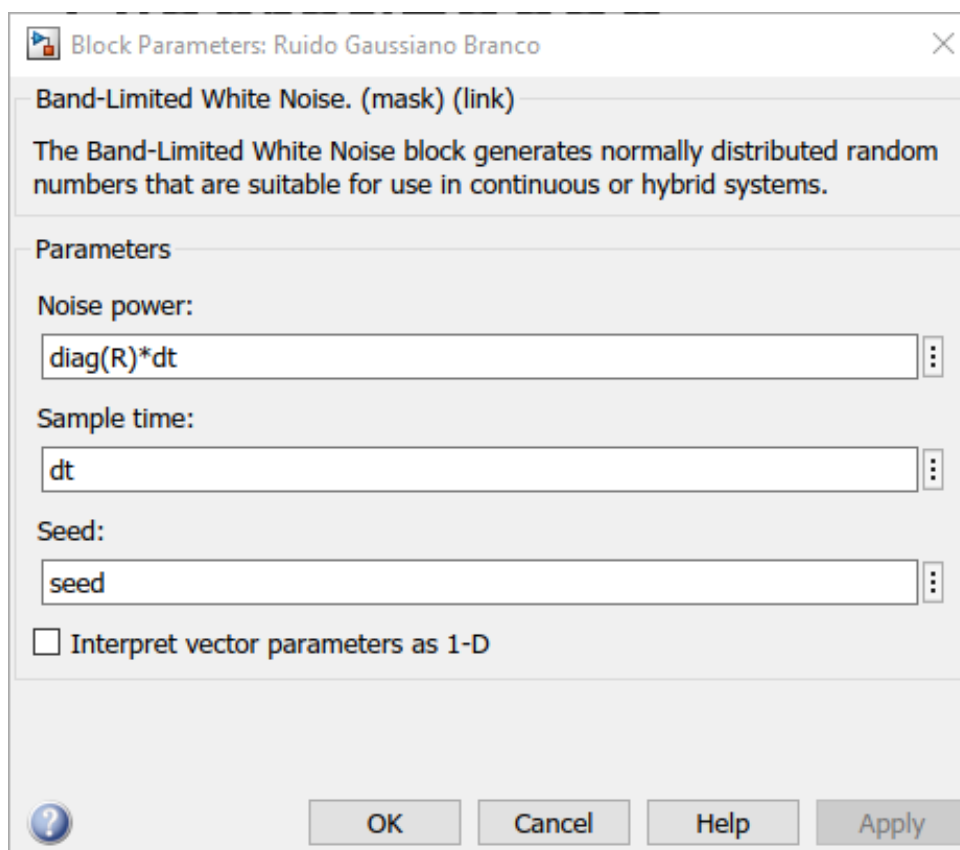 Block Parameters: Ruido Gaussiano Branco
Band-Limited White Noise. (mask) (link)
The Band-Limited White Noise block generates normally distributed random
numbers that are suitable for use in continuous or hybrid systems.
Parameters
Noise power:
diag(R)*dt
Sample time:
dt
Seed:
seed
Interpret vector parameters as 1-D
OK Cancel Help Apply